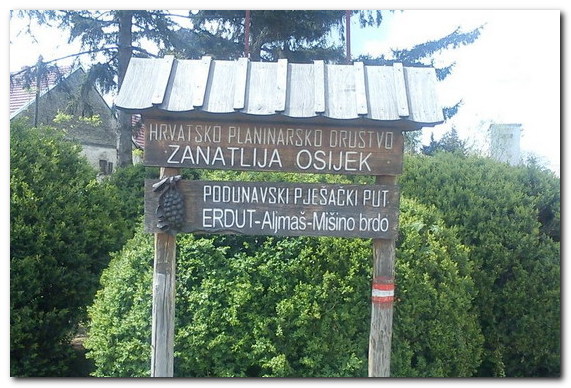 HRVATSKO PLANINARSKO DRUŠTVO
ZANATLIJA OSIJEK
PODUNAVSKI PJEŠAČKI PUT
ERDUT-Aljmaš-Mišino brdo